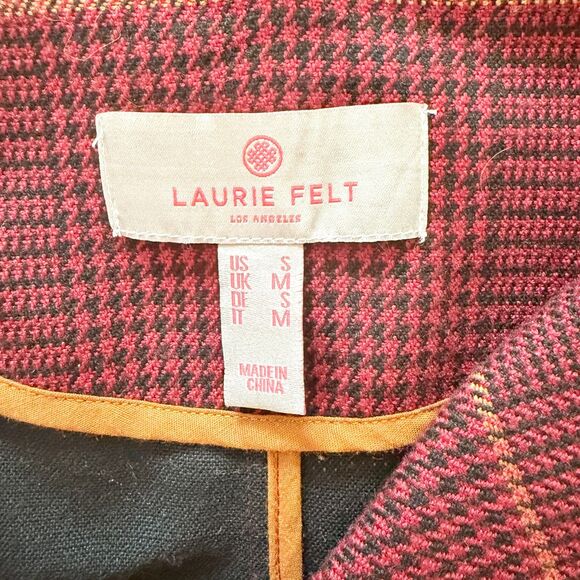 LAURIE FELT
LOS ANGELES
US S
UK M
DE S
IT M
MADE IN
CHINA